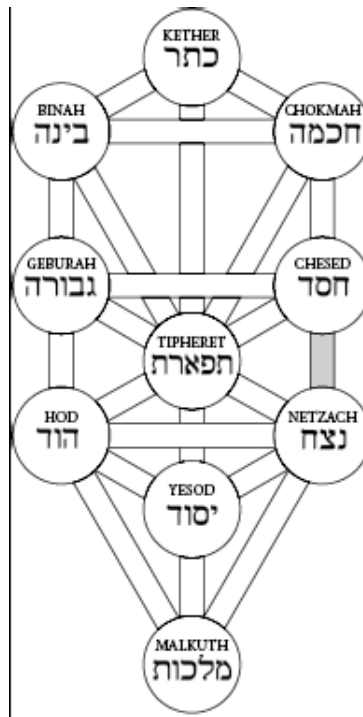 KETHER
כתר
BINAH
בינה
CHOKMAH
חכמה
GEBURAH
גבורה
CHESED
חסד
TIPHERET
תפארת
HOD
הוד
NETZACH
נצח
YESOD
יסוד
MALKUTH
מלכות